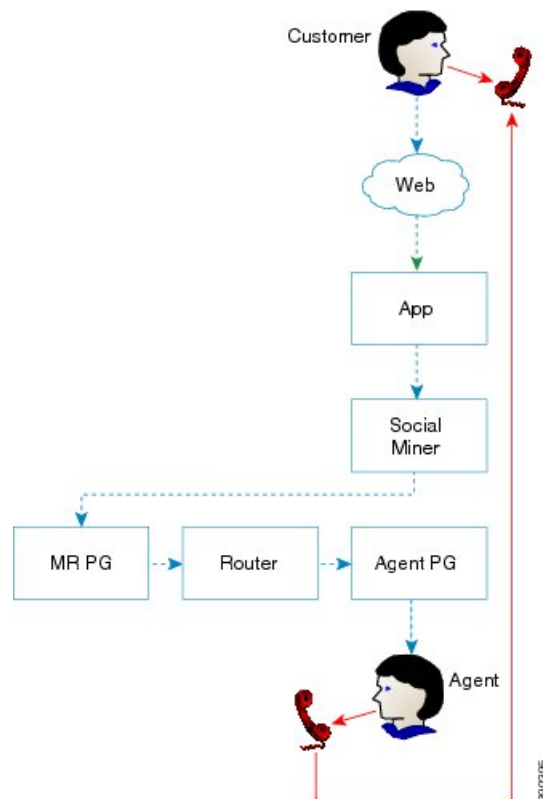 Customer
Web
App
Social
Miner
MR PG
Router
Agent PG
Agent